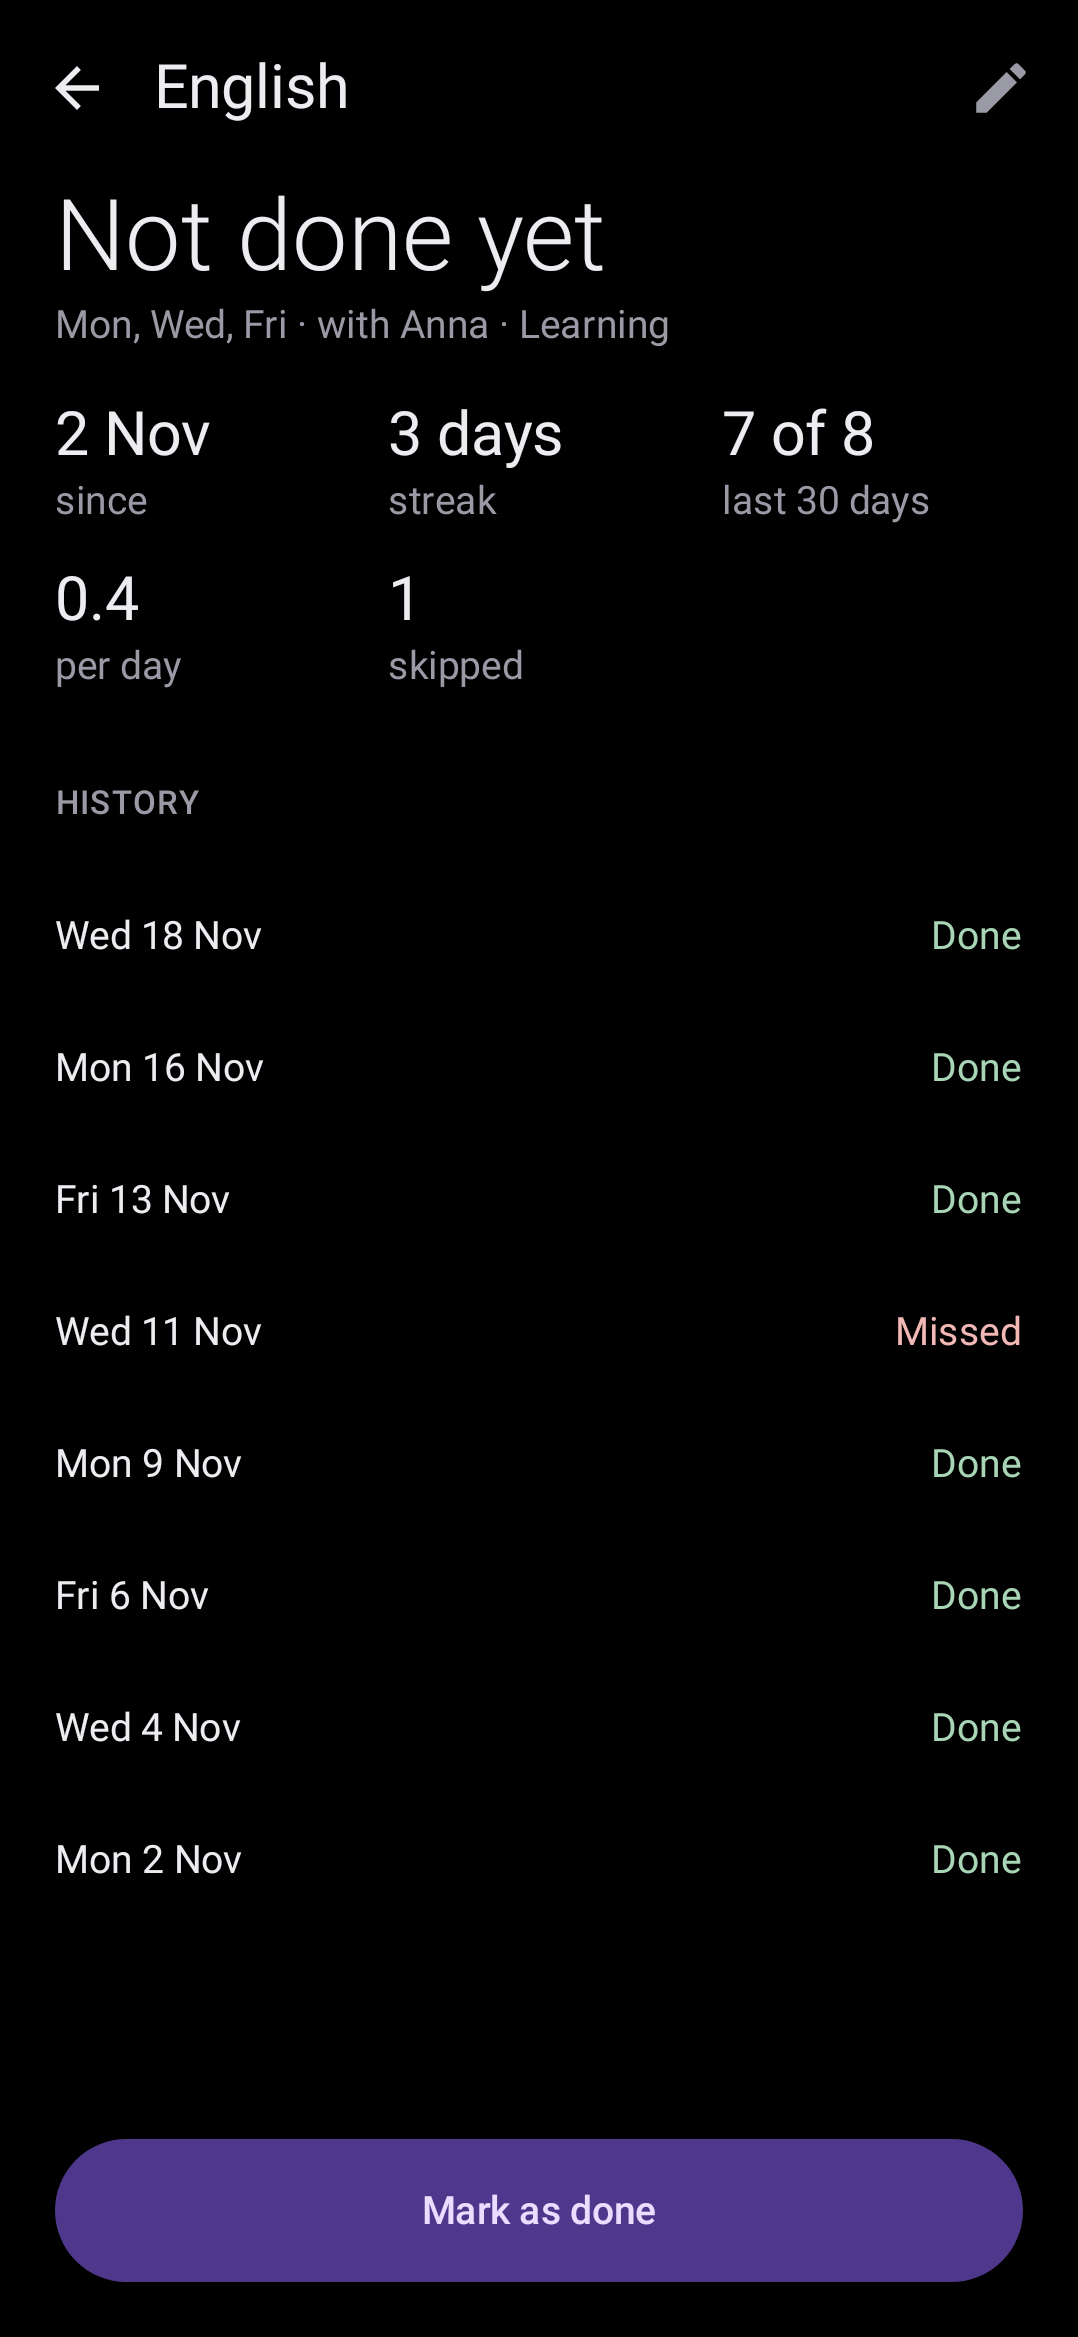 English
Not done yet
Mon, Wed, Fri · with Anna · Learning
2 Nov 3 days 7 of 8
since streak last 30 days
0.4 1
per day skipped
HISTORY
Wed 18 Nov Done
Mon 16 Nov Done
Fri 13 Nov Done
Wed 11 Nov Missed
Mon 9 Nov Done
Fri 6 Nov Done
Wed 4 Nov Done
Mon 2 Nov Done
Mark as done